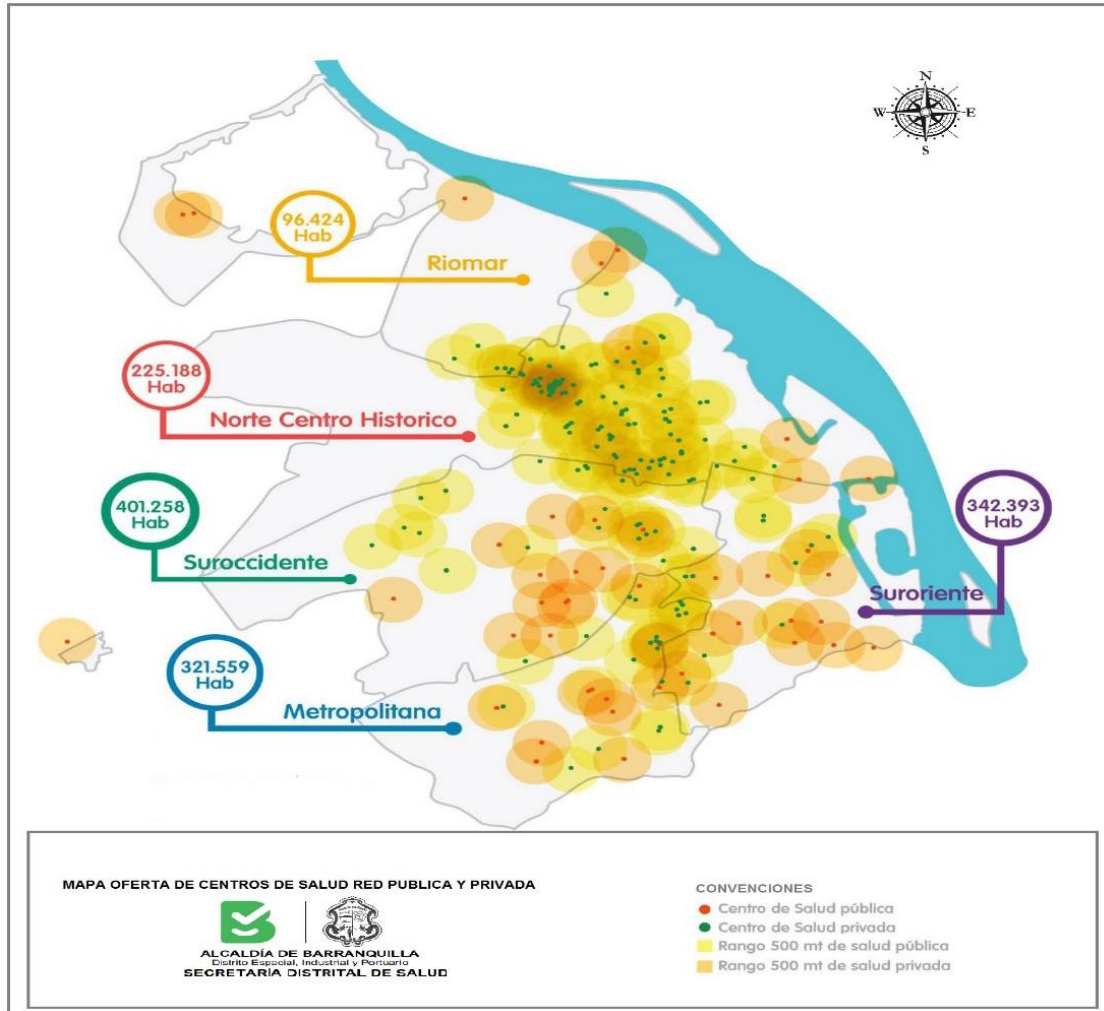 N
W
E
S
96.424
Hab
Riomar
225.188
Hab
Norte Centro Historico
401.258
Hab
Suroccidente
342.393
Hab
Suroriente
321.559
Hab
Metropolitana
MAPA OFERTA DE CENTROS DE SALUD RED PUBLICA Y PRIVADA
ALCALDÍA DE BARRANQUILLA
Distrito Especial, Industrial y Portuario
SECRETARÍA DISTRITAL DE SALUD
CONVENCIONES
Centro de Salud pública
Centro de Salud privada
Rango 500 mt de salud pública
Rango 500 mt de salud privada